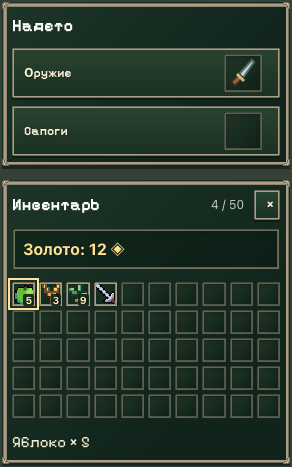 Надето
Оружие
Сапоги
Инвентарь
4 / 50
×
Золото: 12
5
3
9
Яблоко × 5